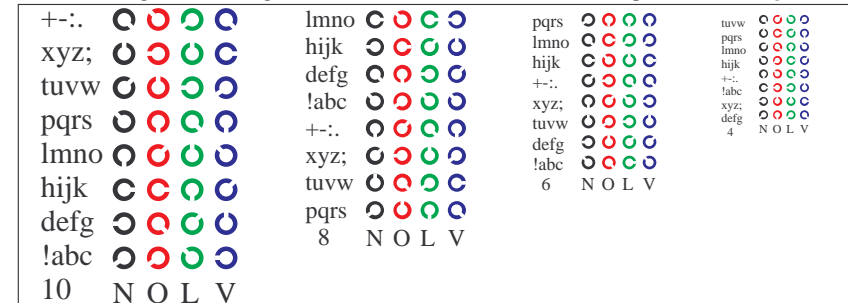 +-:.
xyz;
tuvw
pqrs
lmno
hijk
defg
!abc
10 N O L V
lmno
hijk
defg
!abc
+-:.
xyz;
tuvw
pqrs
8 N O L V
pqrs
lmno
hijk
+-:.
xyz;
tuvw
defg
!abc
6 N O L V
tuvw
pqrs
lmno
hijk
+-:.
!abc
xyz;
defg
4 N O L V